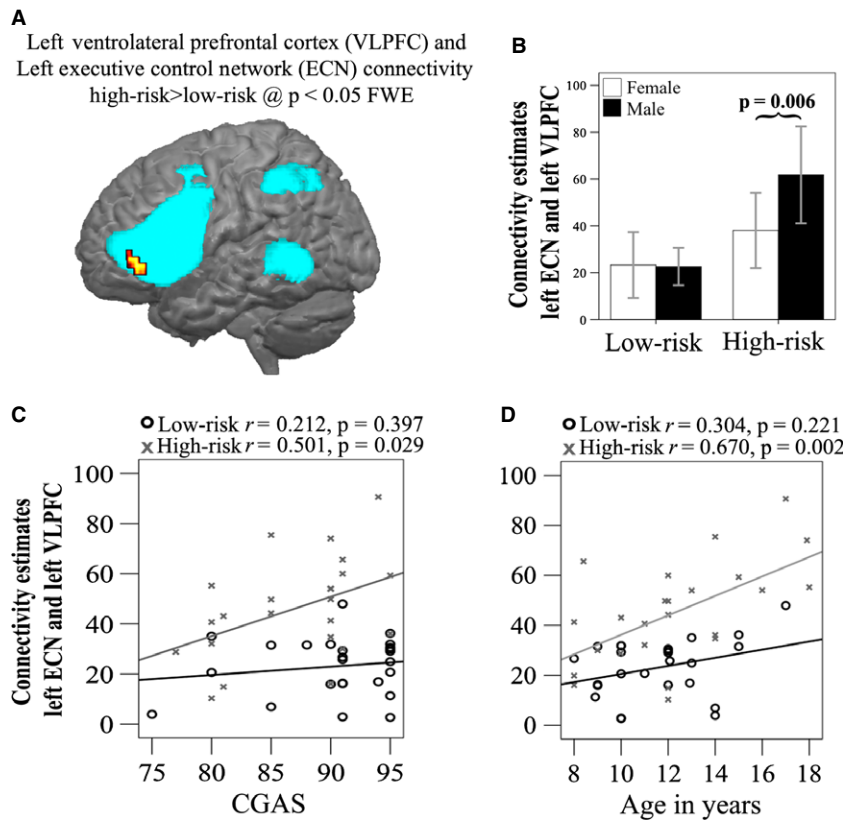 A
Left ventrolateral prefrontal cortex (VLPFC) and
Left executive control network (ECN) connectivity
high-risk>low-risk @ p < 0.05 FWE
B
Connectivity estimates
left ECN and left VLPFC
100
80
60
40
20
0
Female
Male
p = 0.006
Low-risk
High-risk
C
Low-risk r = 0.212, p = 0.397
High-risk r = 0.501, p = 0.029
Connectivity estimates
left ECN and left VLPFC
100
80
60
40
20
0
75 80 85 90 95
CGAS
D
Low-risk r = 0.304, p = 0.221
High-risk r = 0.670, p = 0.002
100
80
60
40
20
0
8 10 12 14 16 18
Age in years